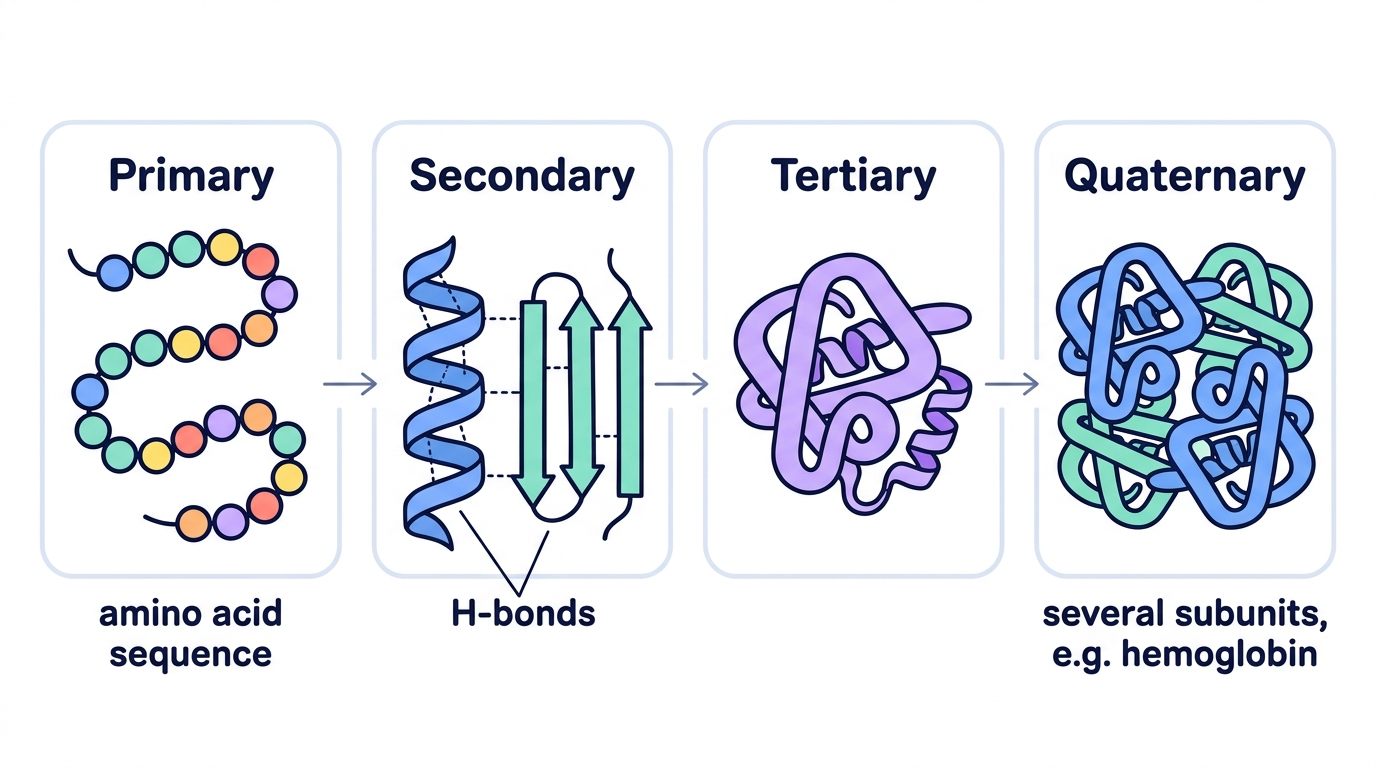 Primary
Secondary
Tertiary
Quaternary
amino acid
sequence
H-bonds
several subunits,
e.g. hemoglobin